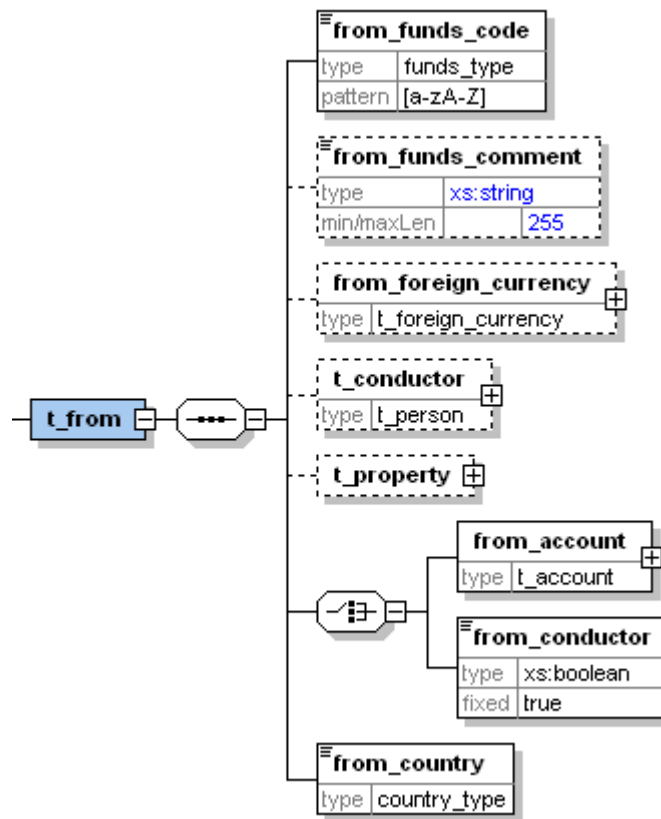 from_funds_code
type funds_type
pattern [a-zA-Z]
from_funds_comment
type xs:string
min/maxLen 255
from_foreign_currency
type t_foreign_currency
t_conductor
type t_person
t_from
t_property
from_account
type t_account
from_conductor
type xs:boolean
fixed true
from_country
type country_type